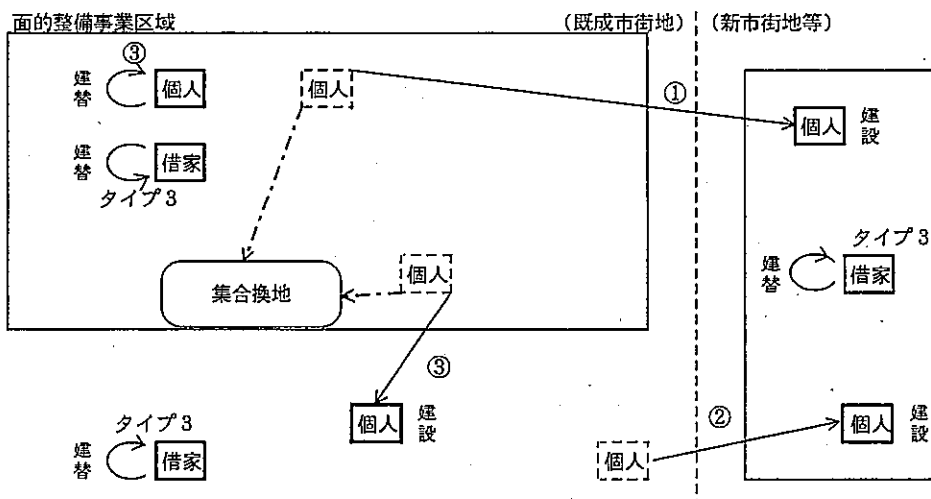 面的整備事業区域
(既成市街地)
(新市街地等)
③
建替
個人
個人
①
個人
建設
建替
借家
タイプ3
タイプ3
建替
借家
個人
集合換地
③
個人
建設
②
個人
建設
タイプ3
建替
借家
個人